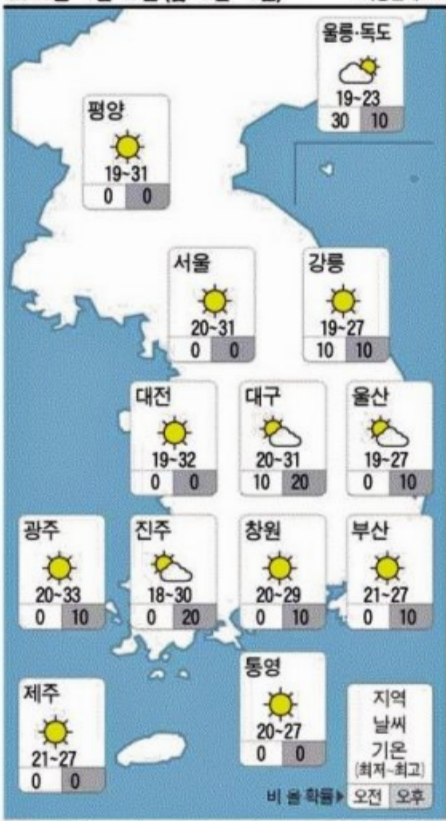 울릉·독도
19~23
30 10
평양
19~31
0 0
서울
20~31
0 0
강릉
19~27
10 10
대전
19~32
0 0
대구
20~31
10 20
울산
19~27
0 10
광주
20~33
0 10
진주
18~30
0 20
창원
20~29
0 10
부산
21~27
0 10
제주
21~27
0 0
통영
20~27
0 0
지역
날씨
기온
(최저~최고)
비 올 확률▶ 오전 오후